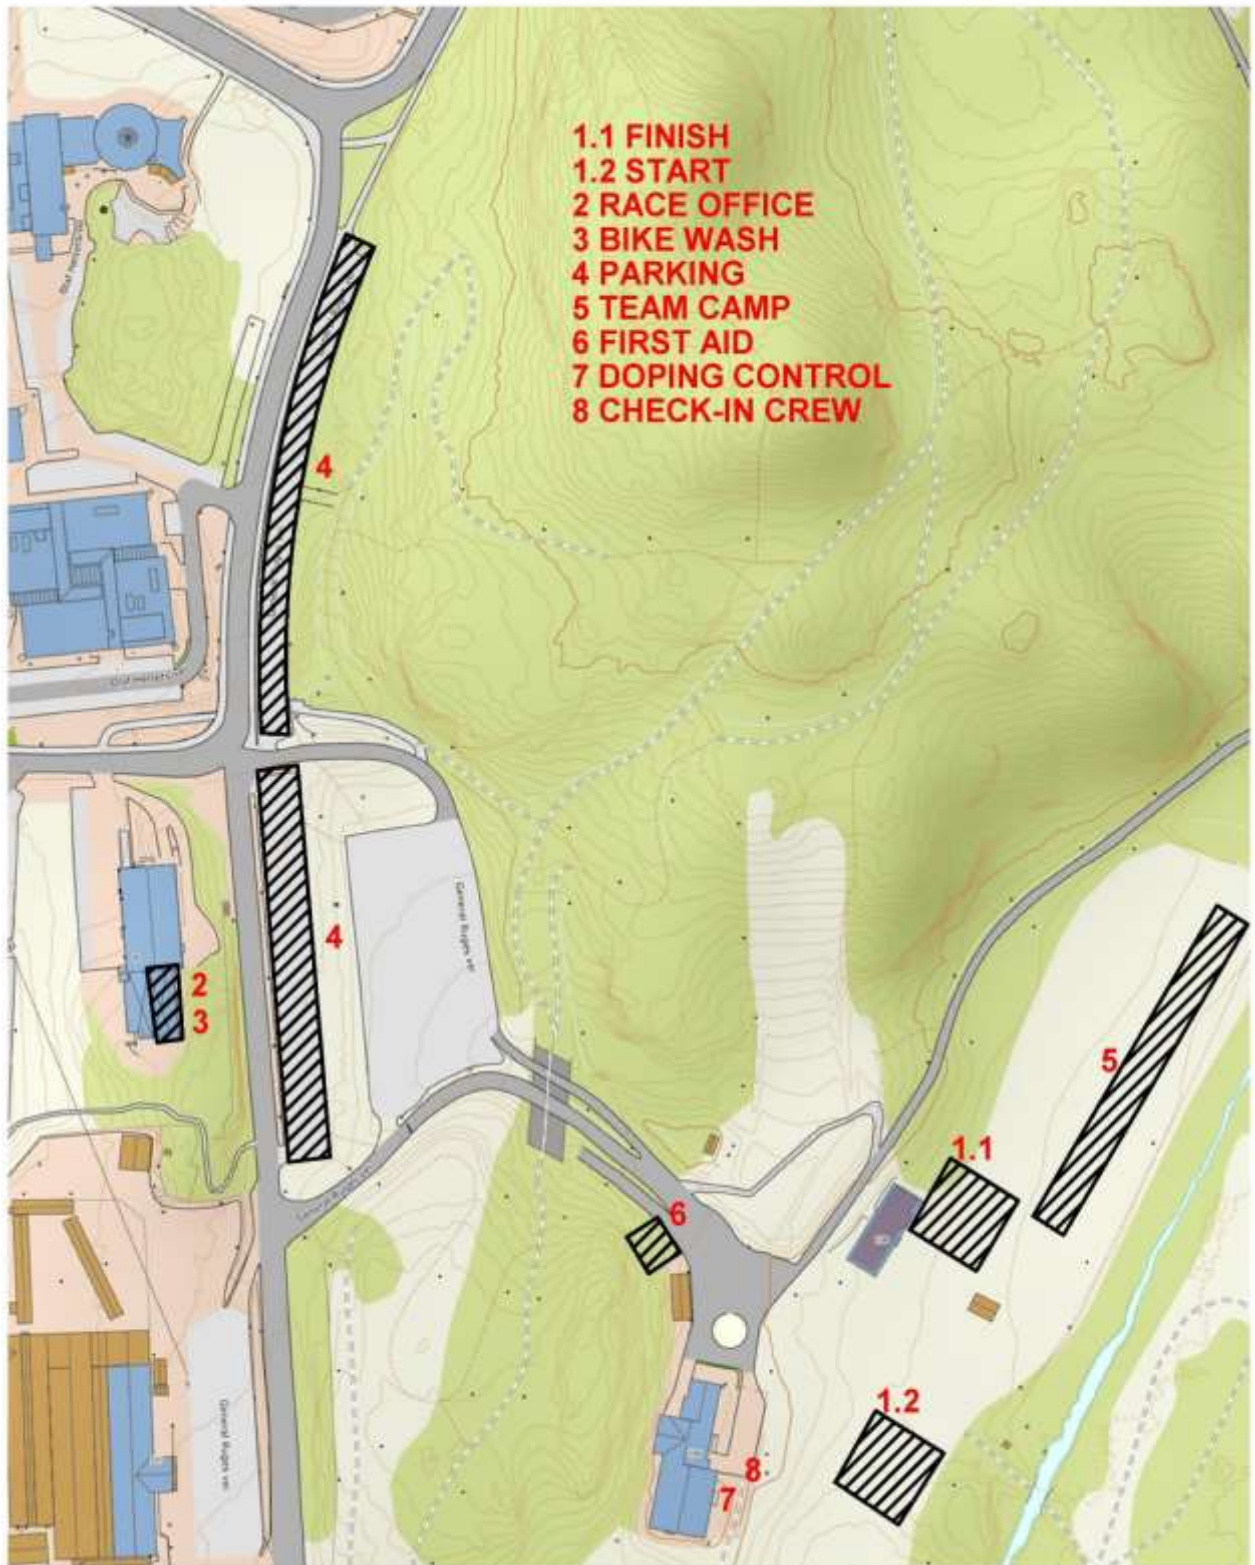 1.1 FINISH
1.2 START
2 RACE OFFICE
3 BIKE WASH
4 PARKING
5 TEAM CAMP
6 FIRST AID
7 DOPING CONTROL
8 CHECK-IN CREW
4
General Ruges vei
4
2
3
5
1.1
6
1.2
General Ruges vei
8
7